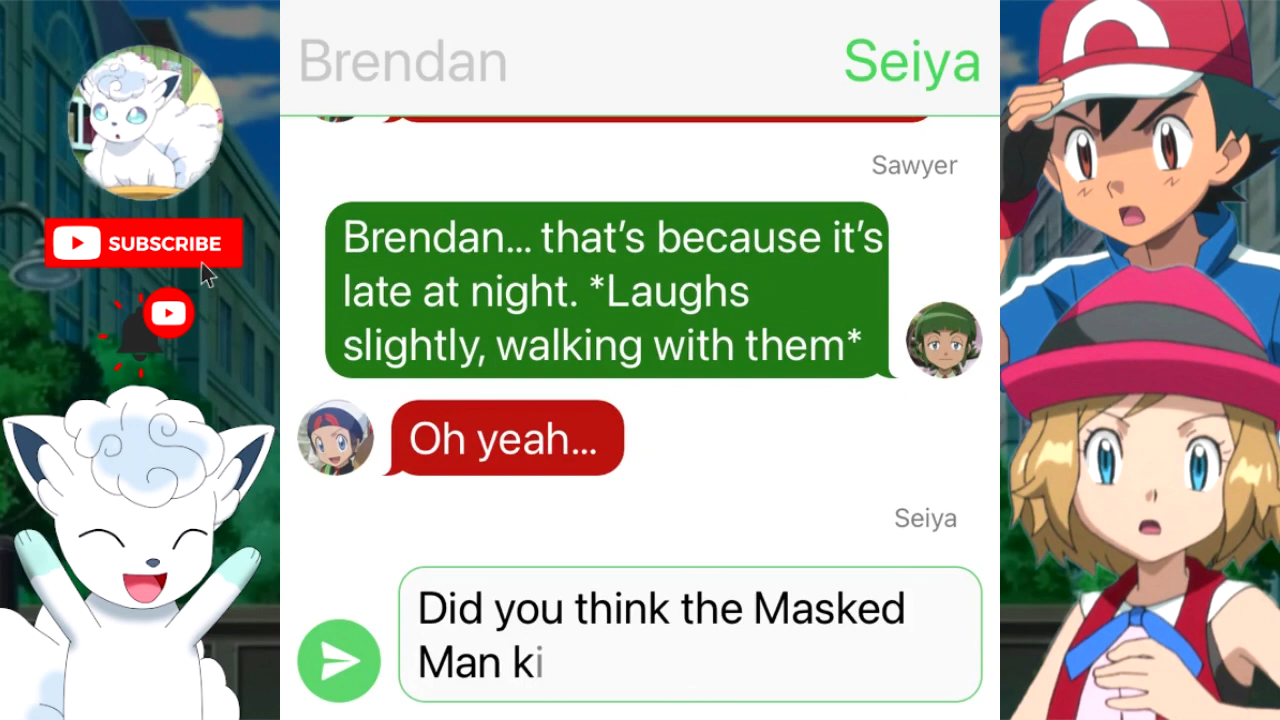 Brendan
Seiya
SUBSCRIBE
Sawyer
Brendan... that’s because it’s
late at night. *Laughs
slightly, walking with them*
Oh yeah...
Seiya
Did you think the Masked
Man ki